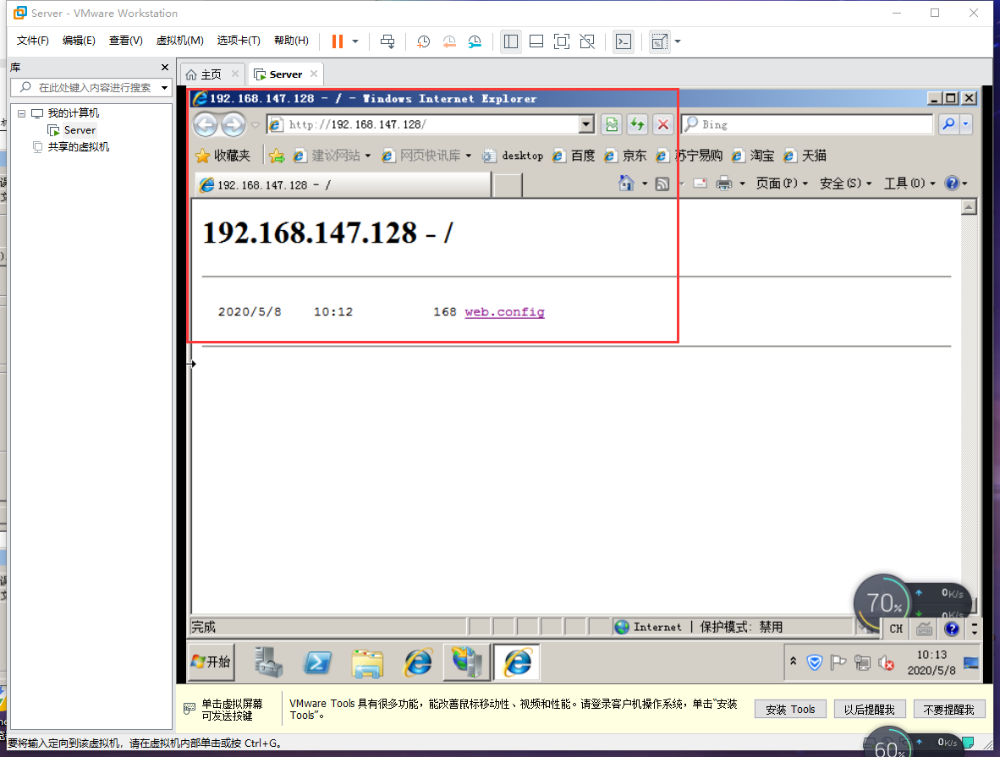 Server - VMware Workstation
文件(F) 编辑(E) 查看(V) 虚拟机(M) 选项卡(T) 帮助(H)
库
主页 Server
在此处键入内容进行搜索
我的计算机
Server
共享的虚拟机
192.168.147.128 - / - Windows Internet Explorer
http://192.168.147.128/ Bing
收藏夹 建议网站 网页快讯库 desktop 百度 京东 苏宁易购 淘宝 天猫
192.168.147.128 - / 页面(P) 安全(S) 工具(O)
192.168.147.128 - /
2020/5/8 10:12 168 web.config
70% 0K/s
0K/s
完成 Internet | 保护模式: 禁用 CH
开始 10:13
2020/5/8
单击虚拟屏幕
可发送按键
VMware Tools 具有很多功能，能改善鼠标移动性、视频和性能。请登录客户机操作系统，单击“安装
Tools”。
安装 Tools 以后提醒我 不要提醒我
要将输入定向到该虚拟机，请在虚拟机内部单击或按 Ctrl+G。
60% 0K/s